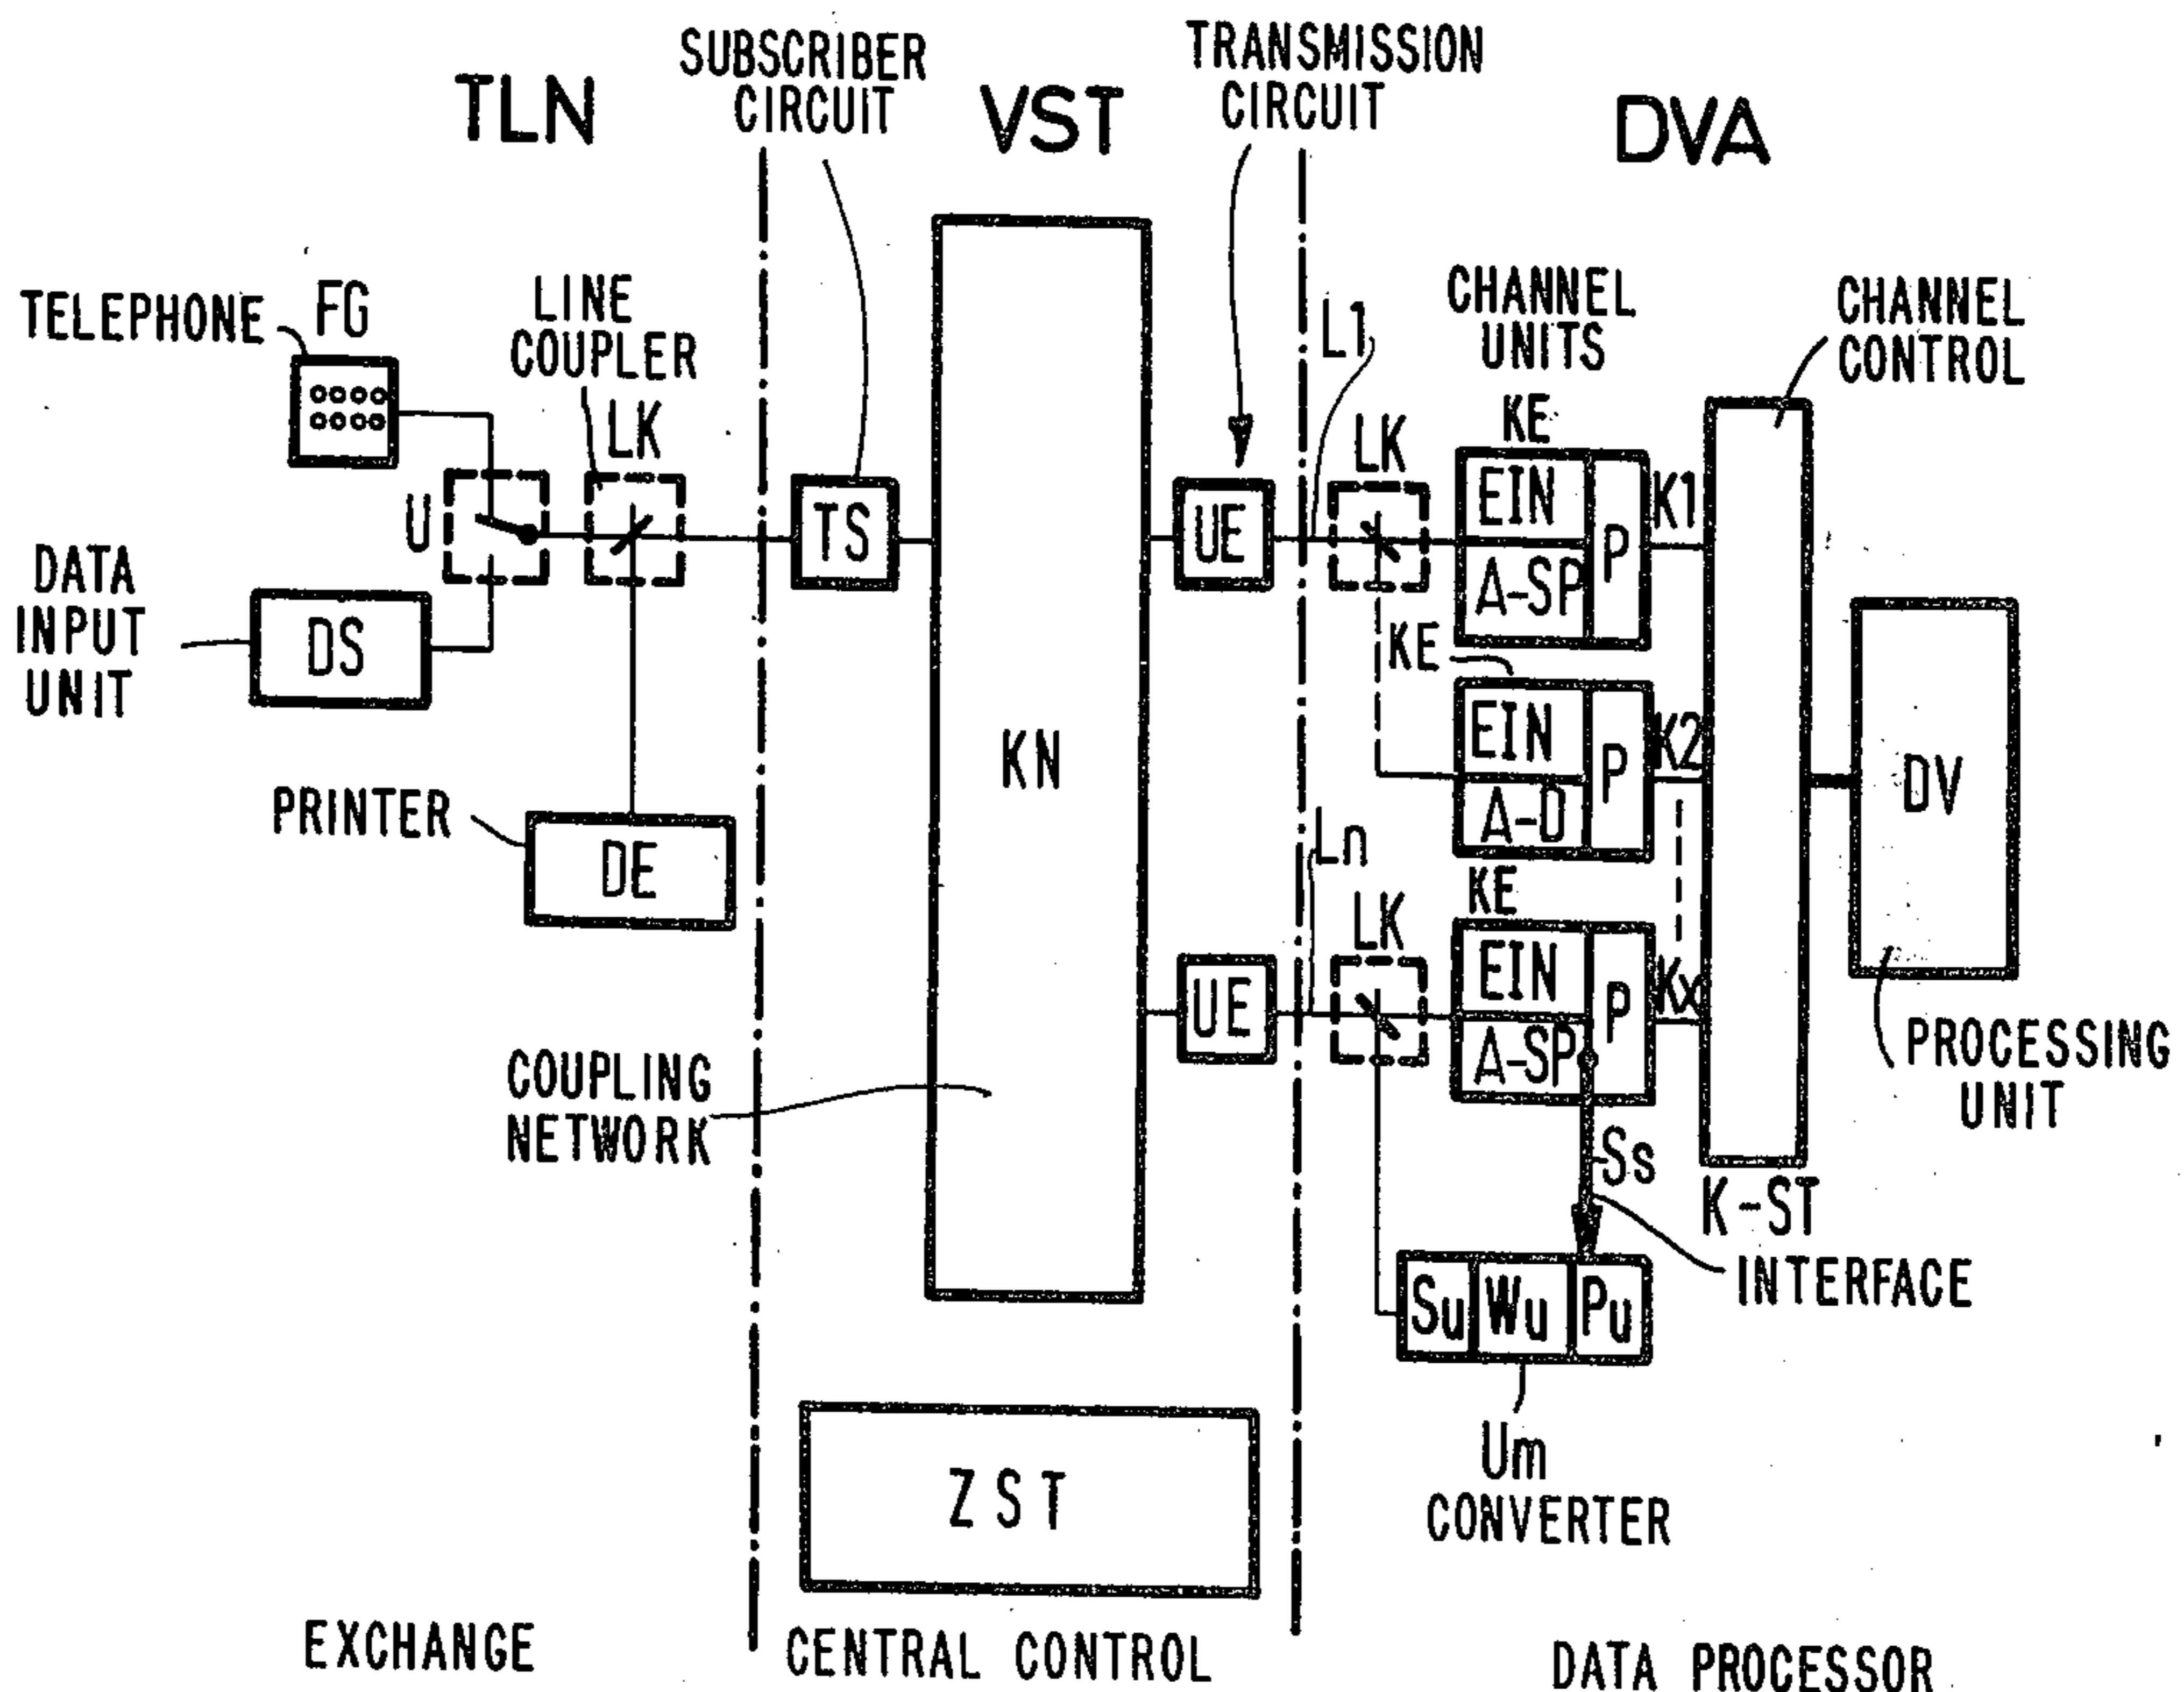 TLN
SUBSCRIBER
CIRCUIT
VST
TRANSMISSION
CIRCUIT
DVA
TELEPHONE
FG
LINE
COUPLER
LK
U
DATA
INPUT
UNIT
DS
PRINTER
DE
TS
KN
COUPLING
NETWORK
UE
UE
L1
Ln
LK
LK
CHANNEL
UNITS
KE
EIN
A-SP
P
K1
KE
EIN
A-D
P
K2
KE
EIN
A-SP
P
Kx
CHANNEL
CONTROL
DV
PROCESSING
UNIT
Ss
K-ST
INTERFACE
Su Wu Pu
Um
CONVERTER
ZST
EXCHANGE
CENTRAL CONTROL
DATA PROCESSOR